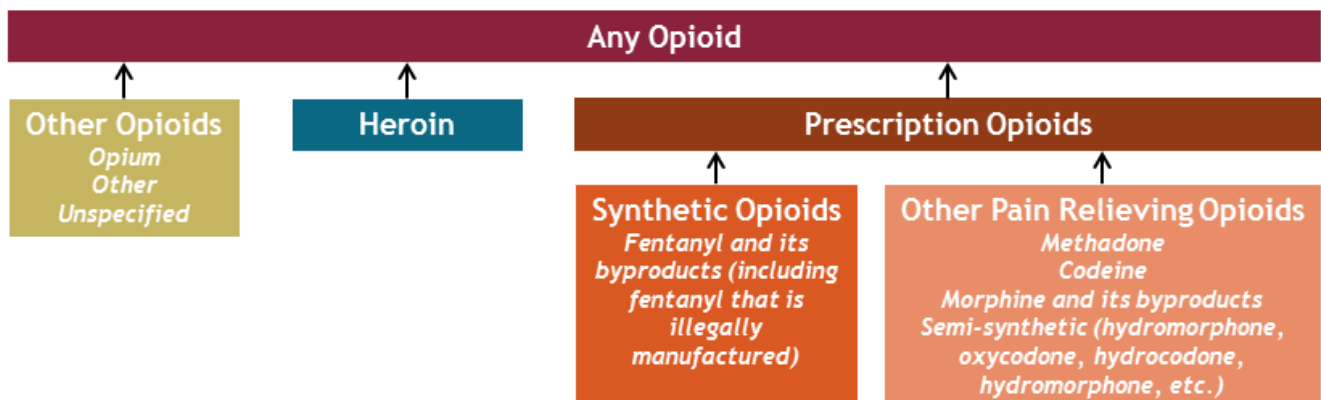 Any Opioid
Other Opioids
Opium
Other
Unspecified
Heroin
Prescription Opioids
Synthetic Opioids
Fentanyl and its
byproducts (including
fentanyl that is
illegally
manufactured)
Other Pain Relieving Opioids
Methadone
Codeine
Morphine and its byproducts
Semi-synthetic (hydromorphone,
oxycodone, hydrocodone,
hydromorphone, etc.)